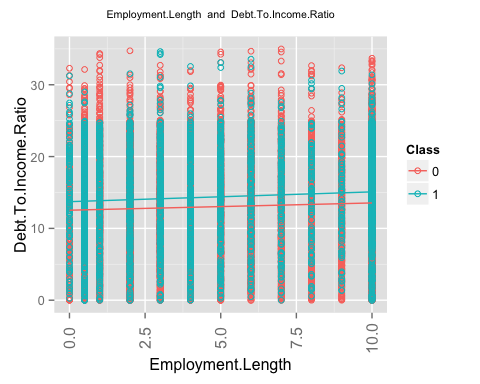 Employment.Length and Debt.To.Income.Ratio
30
20
10
0
Debt.To.Income.Ratio
0.0
2.5
5.0
7.5
10.0
Employment.Length
Class
0
1